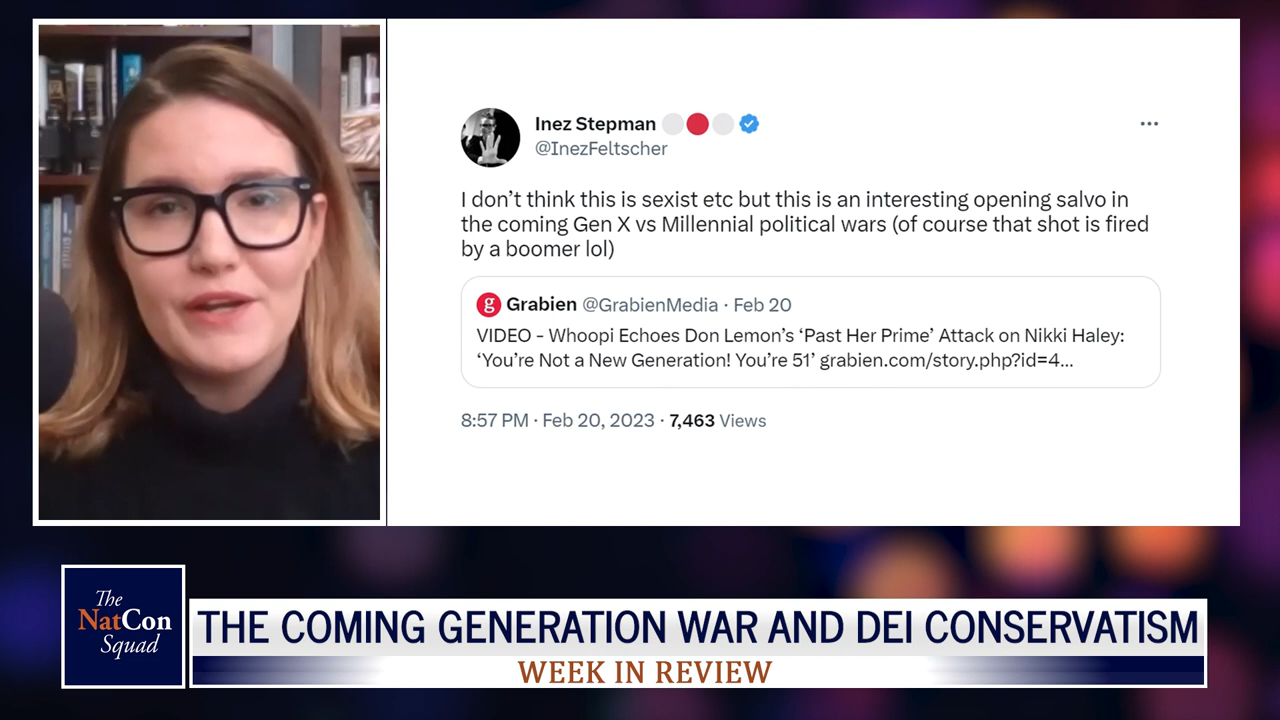 Inez Stepman
@InezFeltscher
I don’t think this is sexist etc but this is an interesting opening salvo in
the coming Gen X vs Millennial political wars (of course that shot is fired
by a boomer lol)
g Grabien @GrabienMedia · Feb 20
VIDEO - Whoopi Echoes Don Lemon’s ‘Past Her Prime’ Attack on Nikki Haley:
‘You’re Not a New Generation! You’re 51’ grabien.com/story.php?id=4...
8:57 PM · Feb 20, 2023 · 7,463 Views
The
NatCon
Squad
THE COMING GENERATION WAR AND DEI CONSERVATISM
WEEK IN REVIEW